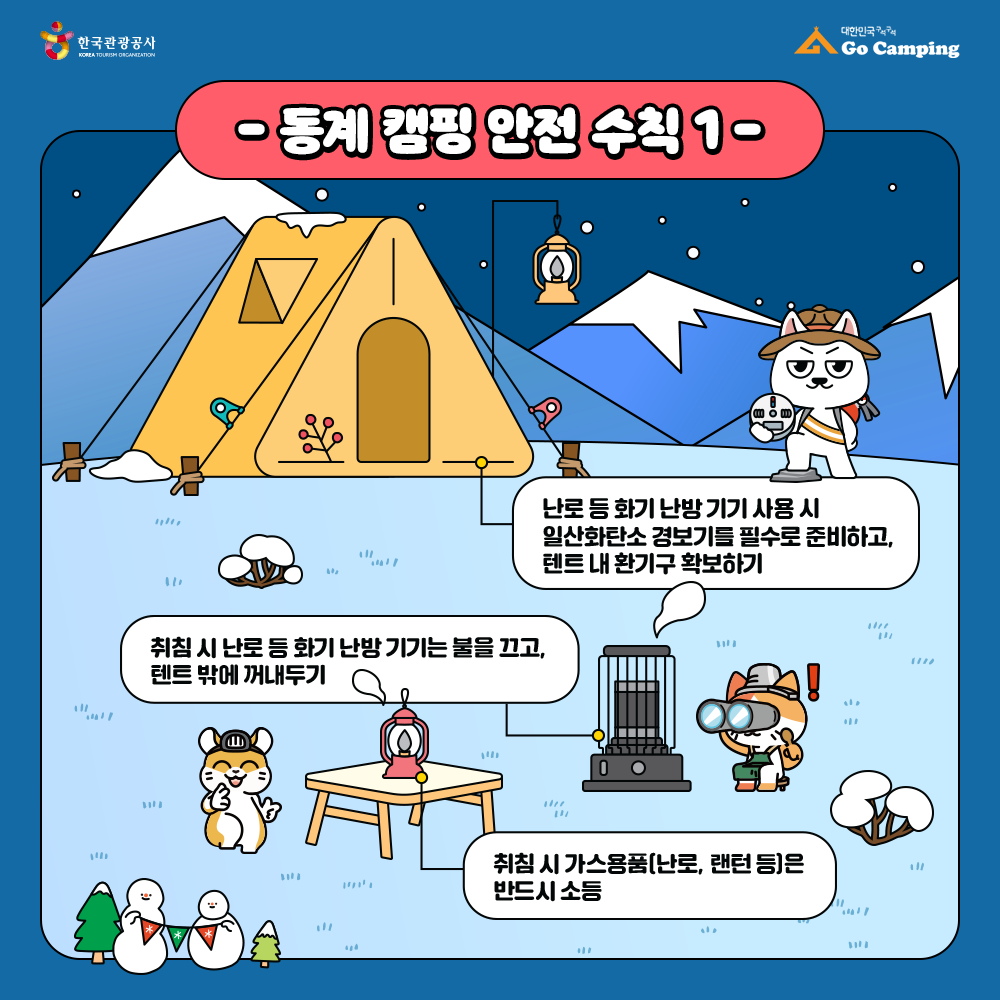 한국관광공사
KOREA TOURISM ORGANIZATION
대한민국 구석구석
Go Camping
- 동계 캠핑 안전 수칙 1 -
난로 등 화기 난방 기기 사용 시
일산화탄소 경보기를 필수로 준비하고,
텐트 내 환기구 확보하기
취침 시 난로 등 화기 난방 기기는 불을 끄고,
텐트 밖에 꺼내두기
취침 시 가스용품(난로, 랜턴 등)은
반드시 소등